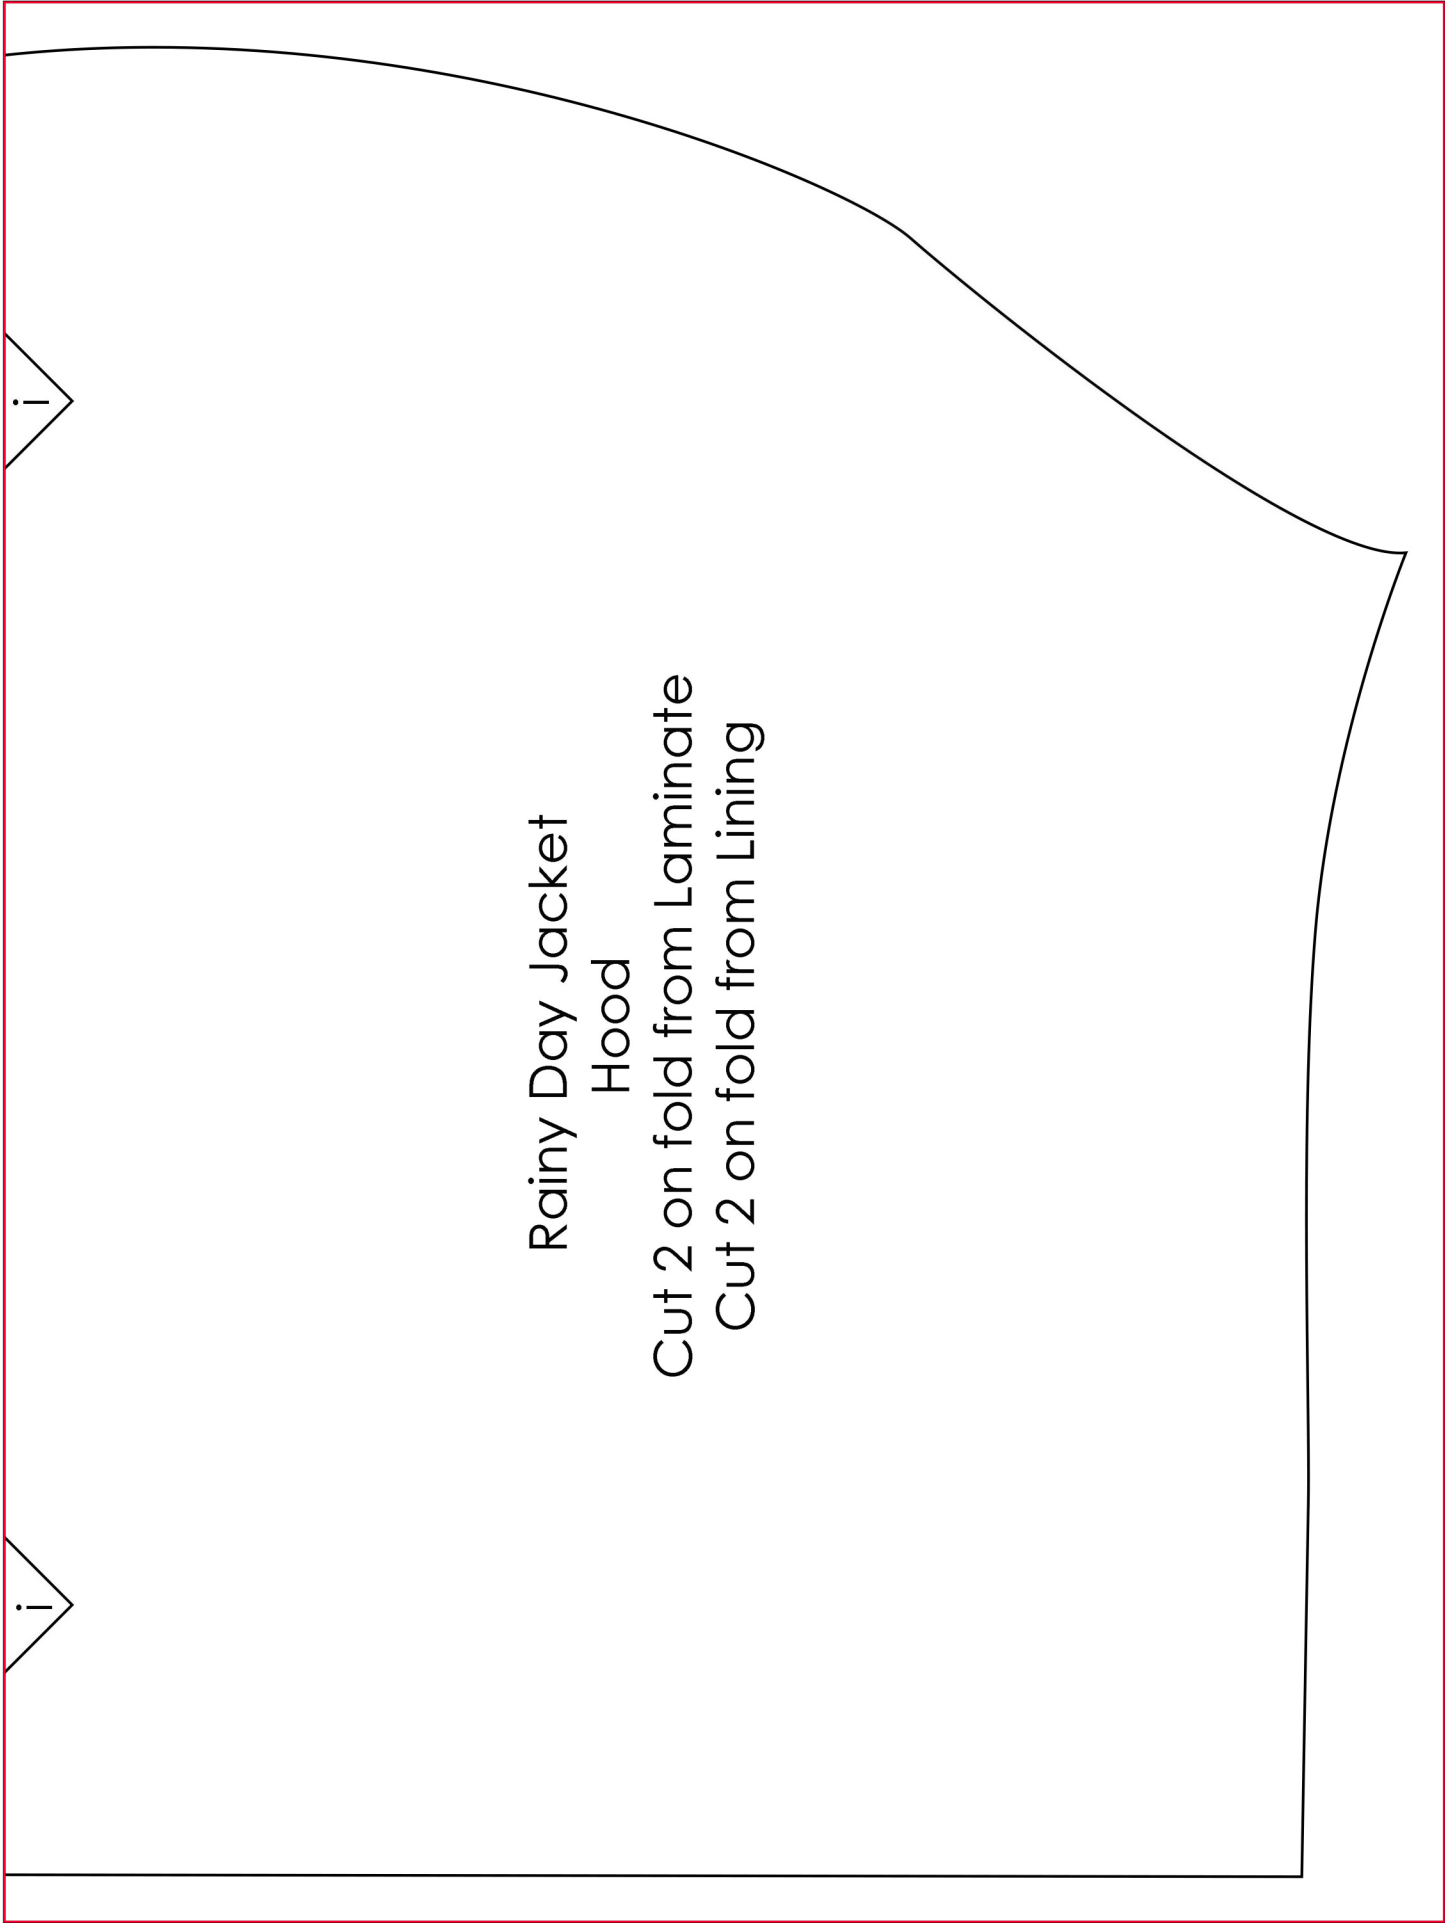 Rainy Day Jacket
Hood
Cut 2 on fold from Laminate
Cut 2 on fold from Lining
i
i